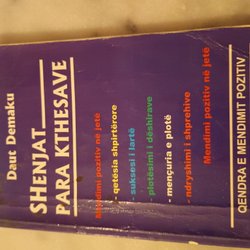 Daut Demaku
SHENJAT
PARA KTHESAVE
Ndryshimi pozitiv në jetë
- qetësia shpirtërore
- suksesi i lartë
- plotësimi i dëshirave
- mençuria e plotë
- ndryshimi i shprehive
Mendimi pozitiv në jetë
QENDRA E MENDIMIT POZITIV